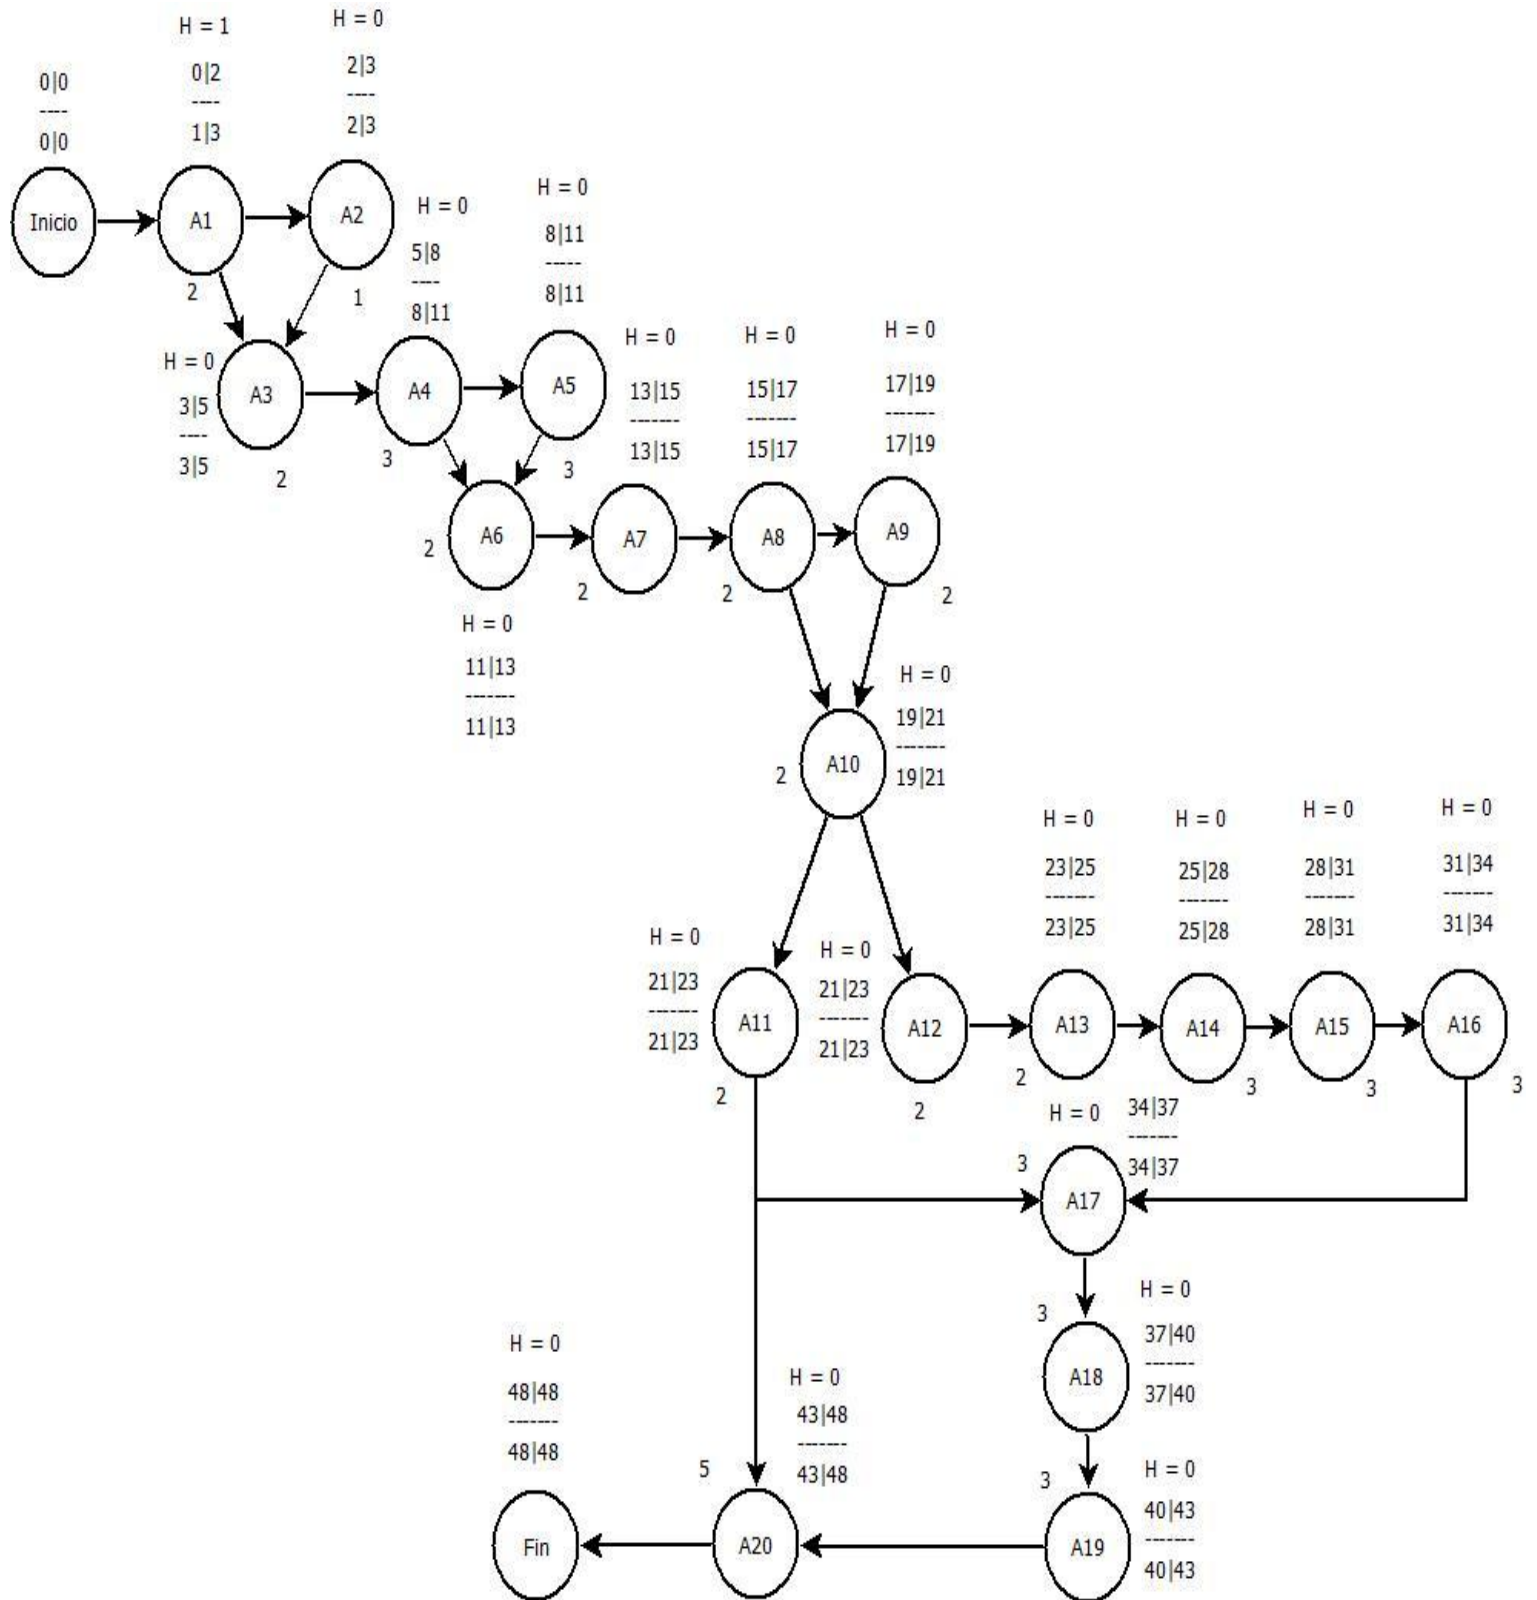 H = 0
H = 1
0|0
----
0|0
0|2
----
1|3
2|3
----
2|3
Inicio
A1
A2
2
1
H = 0
5|8
----
8|11
H = 0
8|11
-----
8|11
H = 0
3|5
----
3|5
A3
2
A4
3
A5
3
H = 0
13|15
-------
13|15
H = 0
15|17
-------
15|17
H = 0
17|19
-------
17|19
2
A6
A7
2
A8
2
A9
2
H = 0
11|13
-------
11|13
H = 0
19|21
-------
19|21
2
A10
H = 0
21|23
-------
21|23
H = 0
21|23
-------
21|23
H = 0
23|25
-------
23|25
H = 0
25|28
-------
25|28
H = 0
28|31
-------
28|31
H = 0
31|34
-------
31|34
A11
2
A12
2
A13
2
A14
3
A15
3
A16
3
H = 0
34|37
-------
34|37
3
A17
H = 0
37|40
-------
37|40
3
A18
H = 0
48|48
-------
48|48
H = 0
43|48
-------
43|48
5
3
H = 0
40|43
-------
40|43
Fin
A20
A19